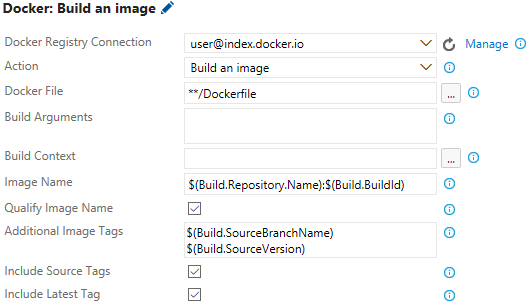 Docker: Build an image
Docker Registry Connection user@index.docker.io Manage
Action Build an image
Docker File **/Dockerfile ...
Build Arguments
Build Context ...
Image Name $(Build.Repository.Name):$(Build.BuildId)
Qualify Image Name
Additional Image Tags $(Build.SourceBranchName)
$(Build.SourceVersion)
Include Source Tags
Include Latest Tag